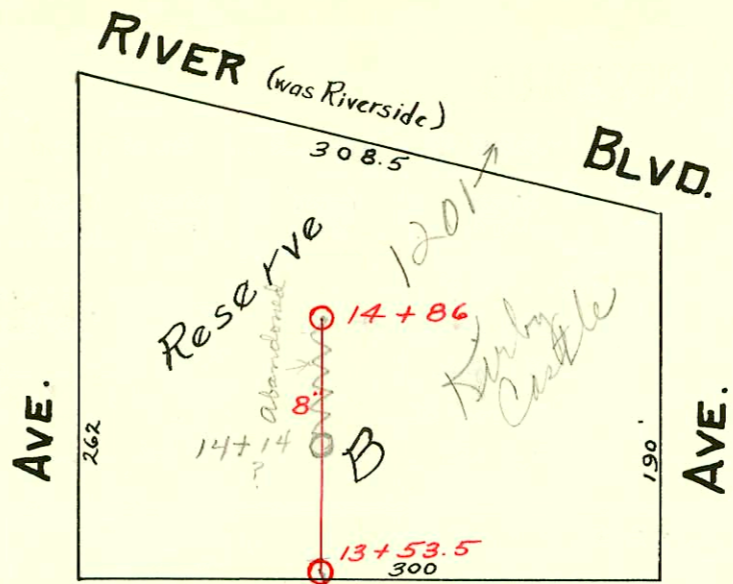 RIVER (was Riverside) BLVD.
308.5
1201
Reserve
Abandoned
14 + 86
Kirby
Castle
8"
AVE.
262
14 + 14
?
B
190
AVE.
13 + 53.5
300